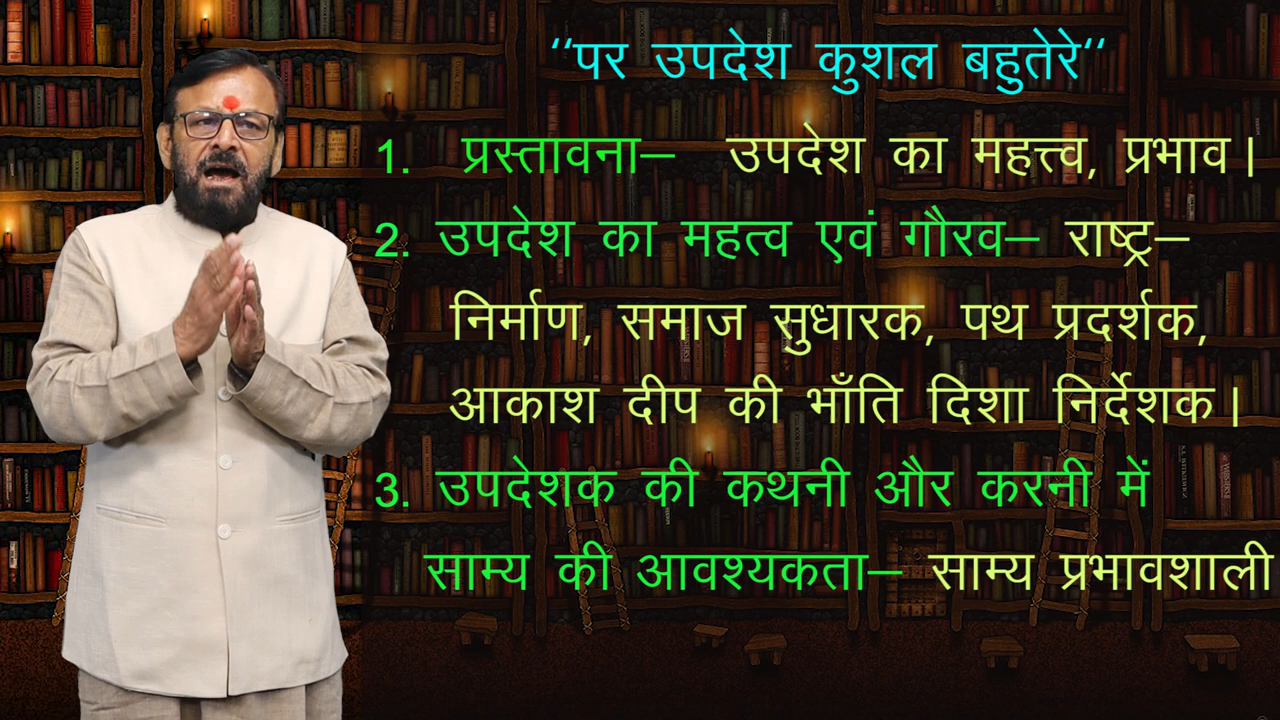 ‘‘पर उपदेश कुशल बहुतेरे‘‘
1. प्रस्तावना– उपदेश का महत्त्व, प्रभाव।
2. उपदेश का महत्व एवं गौरव– राष्ट्र–
निर्माण, समाज सुधारक, पथ प्रदर्शक,
आकाश दीप की भाँति दिशा निर्देशक।
3. उपदेशक की कथनी और करनी में
साम्य की आवश्यकता– साम्य प्रभावशाली